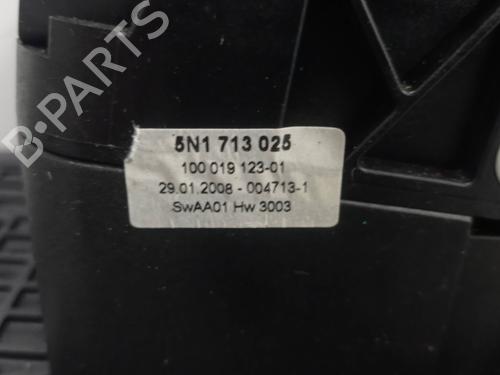 B-PARTS
5N1 713 025
100 019 123-01
29.01.2008 - 004713-1
SwAA01 Hw 3003